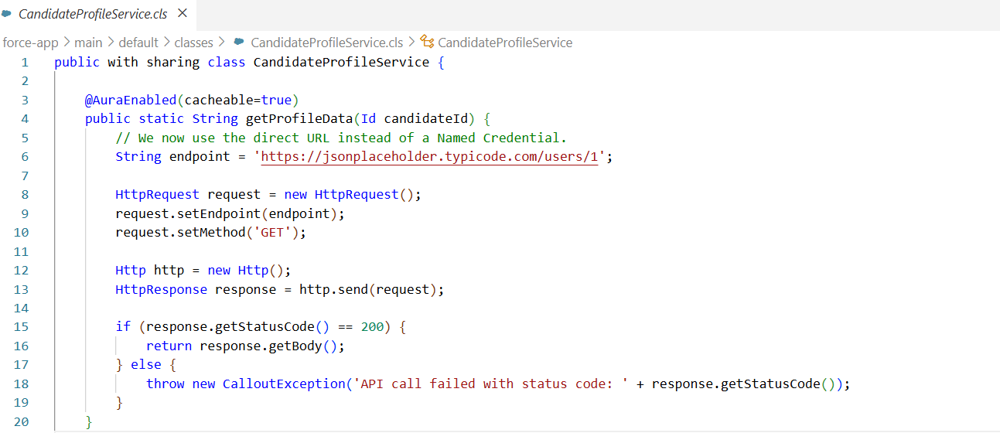 CandidateProfileService.cls ×
force-app > main > default > classes > CandidateProfileService.cls > CandidateProfileService
1 public with sharing class CandidateProfileService {
2
3 @AuraEnabled(cacheable=true)
4 public static String getProfileData(Id candidateId) {
5 // We now use the direct URL instead of a Named Credential.
6 String endpoint = 'https://jsonplaceholder.typicode.com/users/1';
7
8 HttpRequest request = new HttpRequest();
9 request.setEndpoint(endpoint);
10 request.setMethod('GET');
11
12 Http http = new Http();
13 HttpResponse response = http.send(request);
14
15 if (response.getStatusCode() == 200) {
16 return response.getBody();
17 } else {
18 throw new CalloutException('API call failed with status code: ' + response.getStatusCode());
19 }
20 }